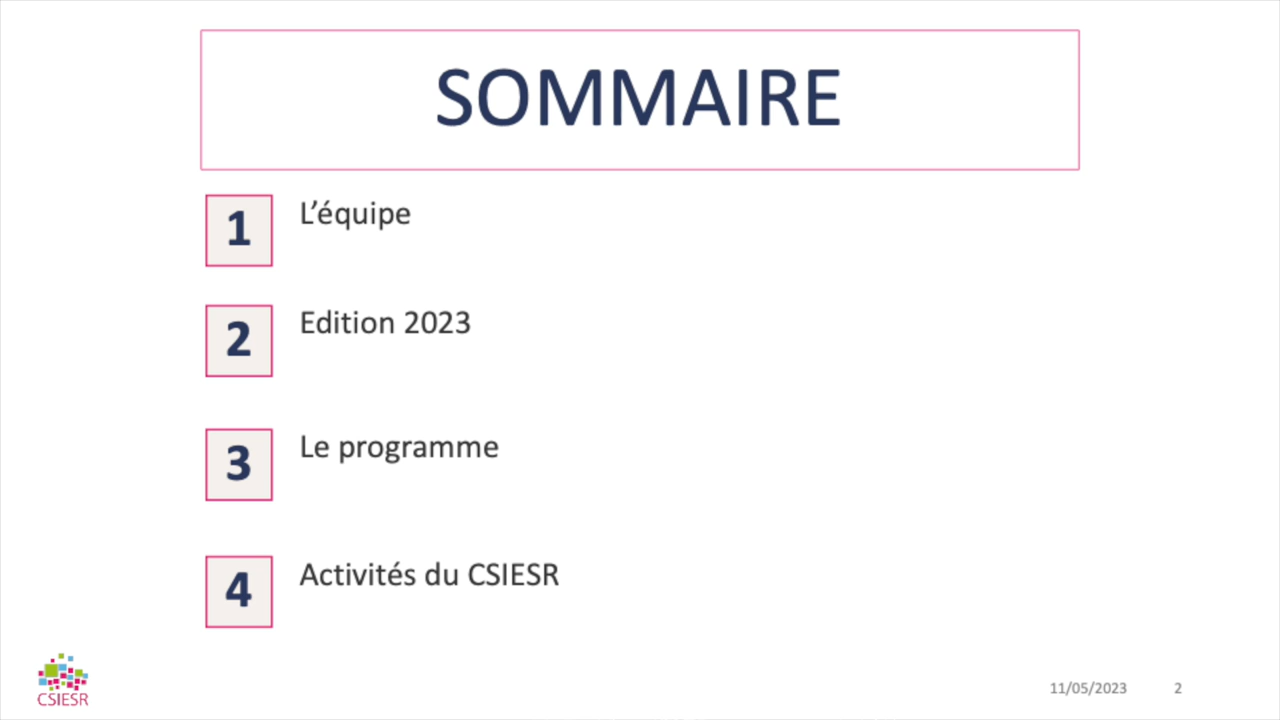 SOMMAIRE
1
L’équipe
2
Edition 2023
3
Le programme
4
Activités du CSIESR
CSIESR
11/05/2023
2